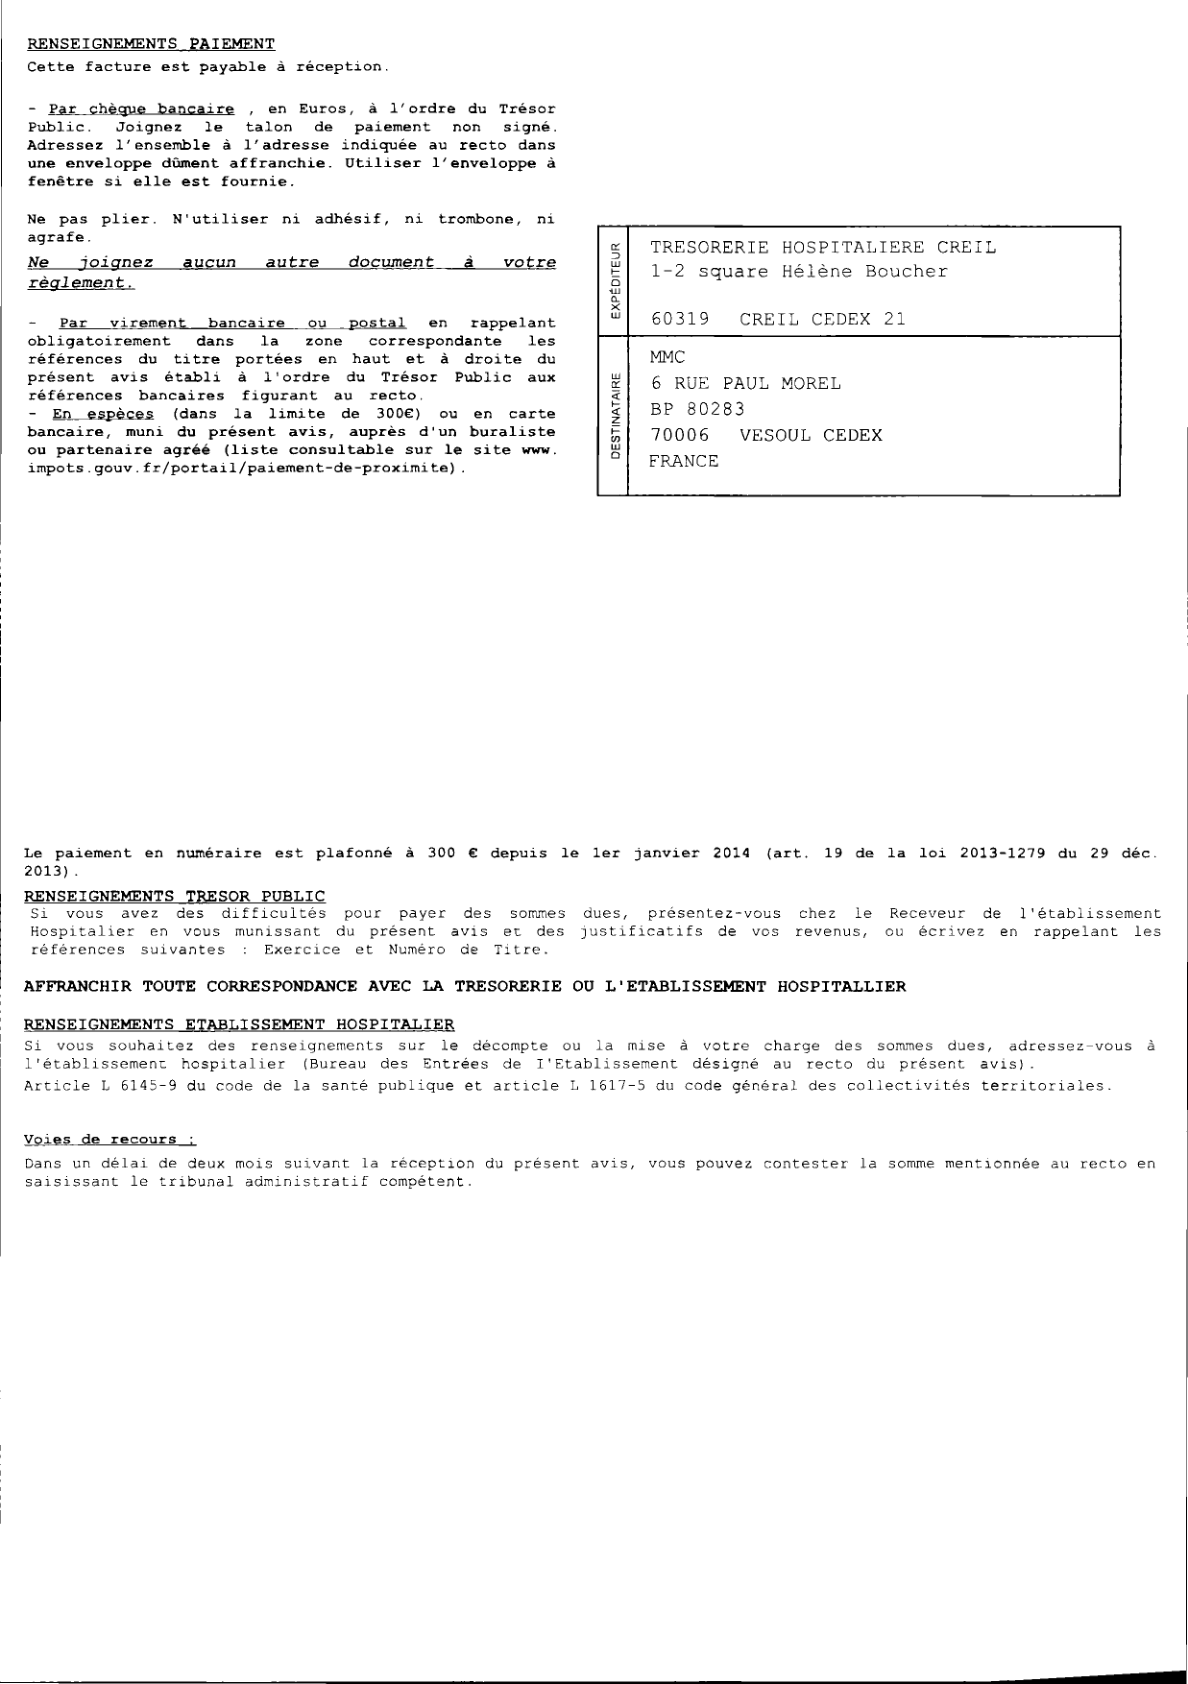 RENSEIGNEMENTS PAIEMENT
Cette facture est payable à réception.
- Par chèque bancaire , en Euros, à l'ordre du Trésor
Public. Joignez le talon de paiement non signé.
Adressez l'ensemble à l'adresse indiquée au recto dans
une enveloppe dûment affranchie. Utiliser l'enveloppe à
fenêtre si elle est fournie.
Ne pas plier. N'utiliser ni adhésif, ni trombone, ni
agrafe.
Ne joignez aucun autre document à votre
règlement.
- Par virement bancaire ou postal en rappelant
obligatoirement dans la zone correspondante les
références du titre portées en haut et à droite du
présent avis établi à l'ordre du Trésor Public aux
références bancaires figurant au recto.
- En espèces (dans la limite de 300€) ou en carte
bancaire, muni du présent avis, auprès d'un buraliste
ou partenaire agréé (liste consultable sur le site www.
impots.gouv.fr/portail/paiement-de-proximite).
EXPÉDITEUR
TRESORERIE HOSPITALIERE CREIL
1-2 square Hélène Boucher
60319 CREIL CEDEX 21
DESTINATAIRE
MMC
6 RUE PAUL MOREL
BP 80283
70006 VESOUL CEDEX
FRANCE
Le paiement en numéraire est plafonné à 300 € depuis le 1er janvier 2014 (art. 19 de la loi 2013-1279 du 29 déc.
2013).
RENSEIGNEMENTS TRESOR PUBLIC
Si vous avez des difficultés pour payer des sommes dues, présentez-vous chez le Receveur de l'établissement
Hospitalier en vous munissant du présent avis et des justificatifs de vos revenus, ou écrivez en rappelant les
références suivantes : Exercice et Numéro de Titre.
AFFRANCHIR TOUTE CORRESPONDANCE AVEC LA TRESORERIE OU L'ETABLISSEMENT HOSPITALLIER
RENSEIGNEMENTS ETABLISSEMENT HOSPITALIER
Si vous souhaitez des renseignements sur le décompte ou la mise à votre charge des sommes dues, adressez-vous à
l'établissement hospitalier (Bureau des Entrées de I'Etablissement désigné au recto du présent avis).
Article L 6145-9 du code de la santé publique et article L 1617-5 du code général des collectivités territoriales.
Voies de recours :
Dans un délai de deux mois suivant la réception du présent avis, vous pouvez contester la somme mentionnée au recto en
saisissant le tribunal administratif compétent.